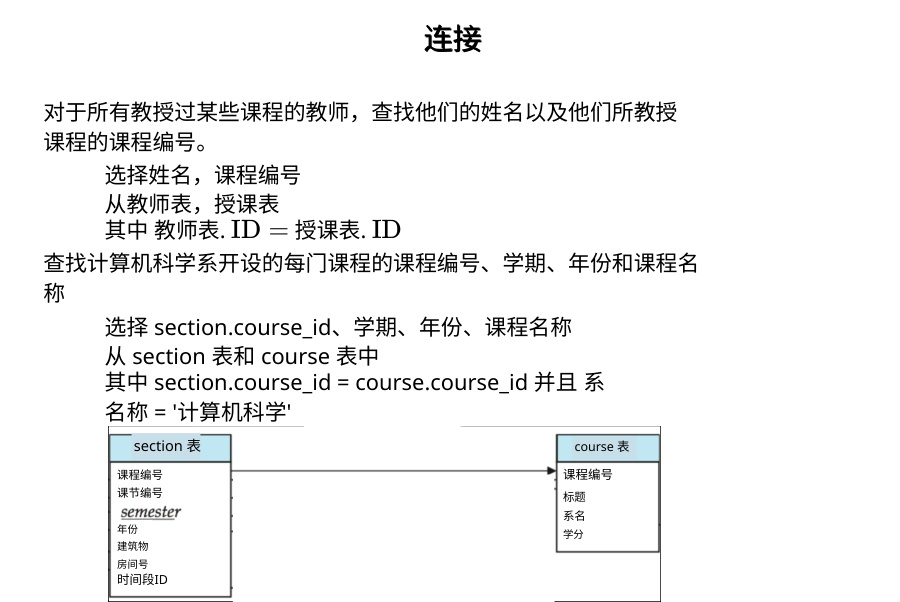 连接
对于所有教授过某些课程的教师，查找他们的姓名以及他们所教授
课程的课程编号。
选择姓名，课程编号
从教师表，授课表
其中 教师表. ID = 授课表. ID
查找计算机科学系开设的每门课程的课程编号、学期、年份和课程名
称
选择 section.course_id、学期、年份、课程名称
从 section 表和 course 表中
其中 section.course_id = course.course_id 并且 系
名称 = '计算机科学'
section 表
课程编号
课节编号
semester
年份
建筑物
房间号
时间段ID
course 表
课程编号
标题
系名
学分